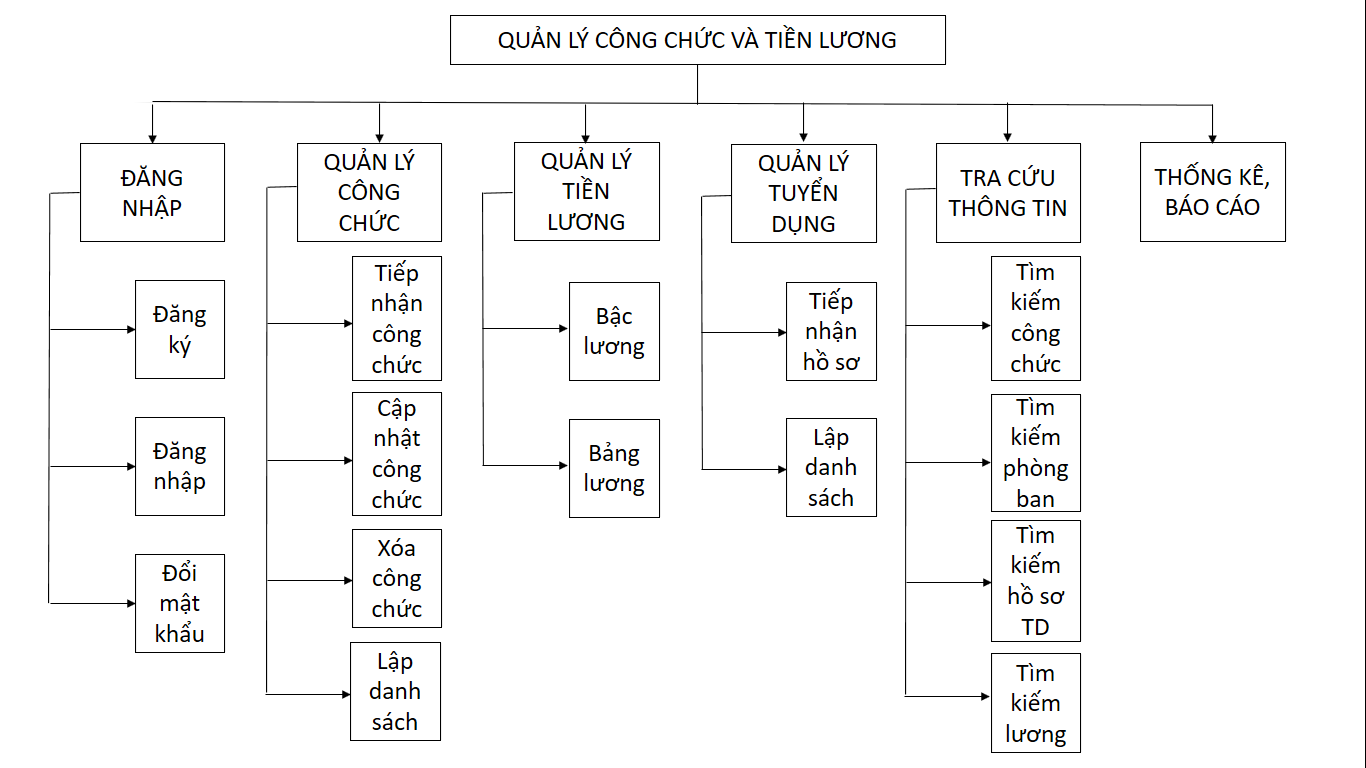 QUẢN LÝ CÔNG CHỨC VÀ TIỀN LƯƠNG
ĐĂNG
NHẬP
Đăng
ký
Đăng
nhập
Đổi
mật
khẩu
QUẢN LÝ
CÔNG
CHỨC
Tiếp
nhận
công
chức
Cập
nhật
công
chức
Xóa
công
chức
Lập
danh
sách
QUẢN LÝ
TIỀN
LƯƠNG
Bậc
lương
Bảng
lương
QUẢN LÝ
TUYỂN
DỤNG
Tiếp
nhận
hồ sơ
Lập
danh
sách
TRA CỨU
THÔNG TIN
Tìm
kiếm
công
chức
Tìm
kiếm
phòng
ban
Tìm
kiếm
hồ sơ
TD
Tìm
kiếm
lương
THỐNG KÊ,
BÁO CÁO